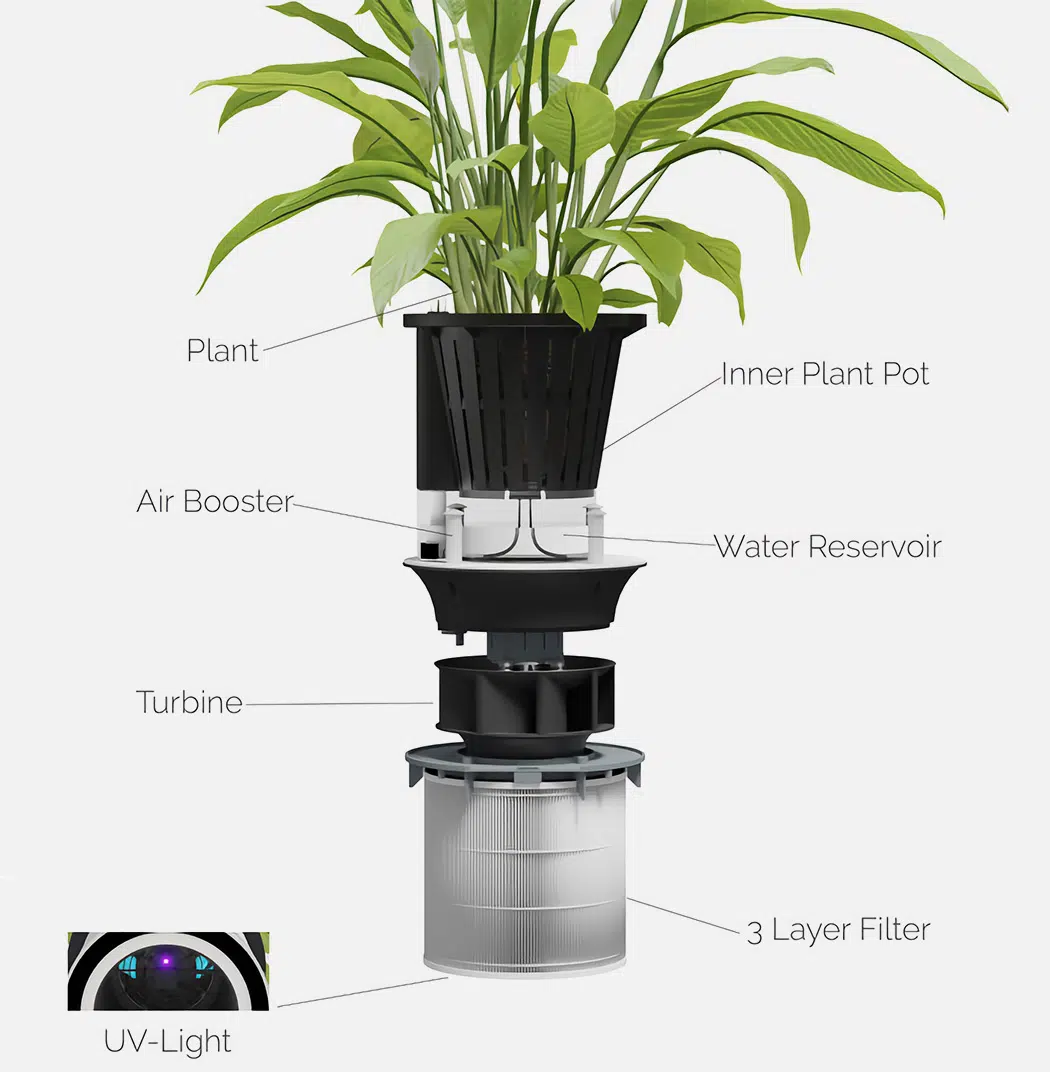 Plant
Inner Plant Pot
Air Booster
Water Reservoir
Turbine
3 Layer Filter
UV-Light